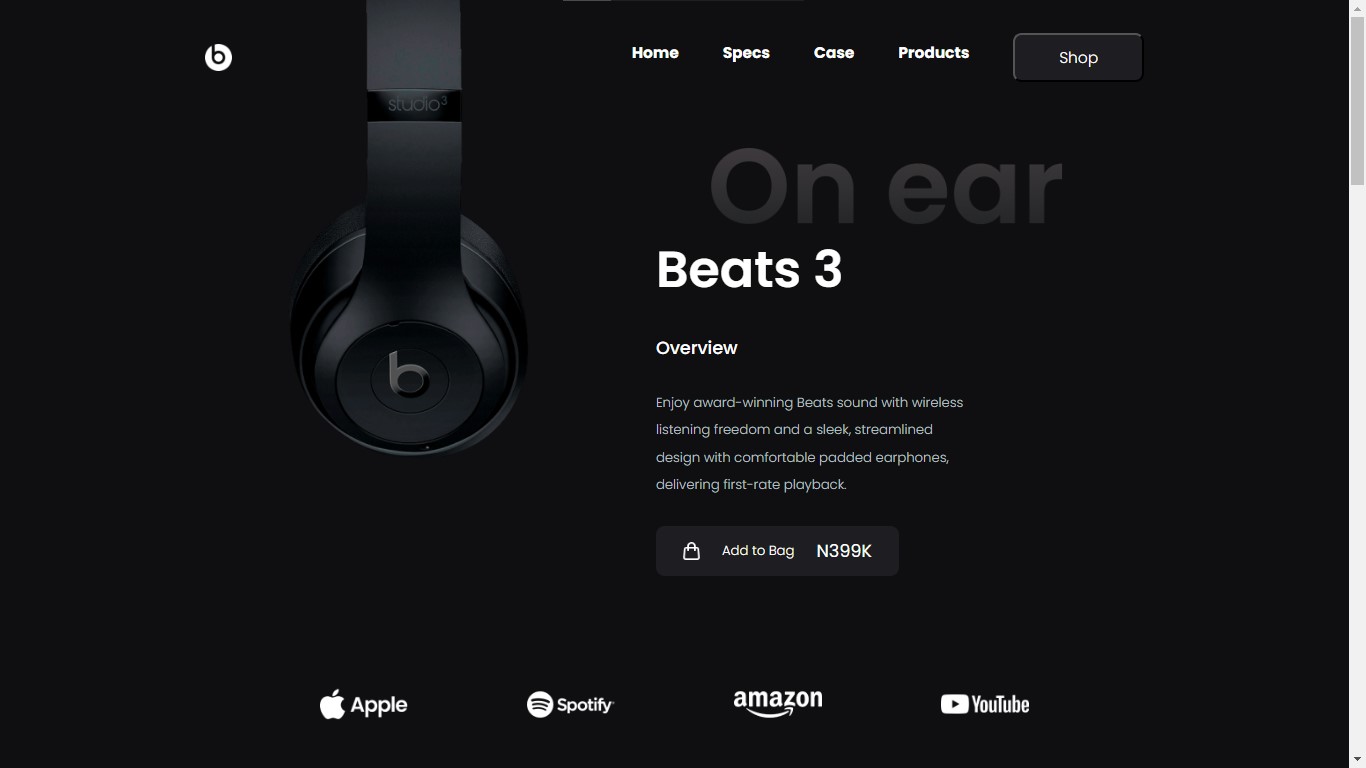 Home Specs Case Products Shop
studio3
On ear
Beats 3
Overview
Enjoy award-winning Beats sound with wireless
listening freedom and a sleek, streamlined
design with comfortable padded earphones,
delivering first-rate playback.
Add to Bag N399K
Apple Spotify amazon YouTube